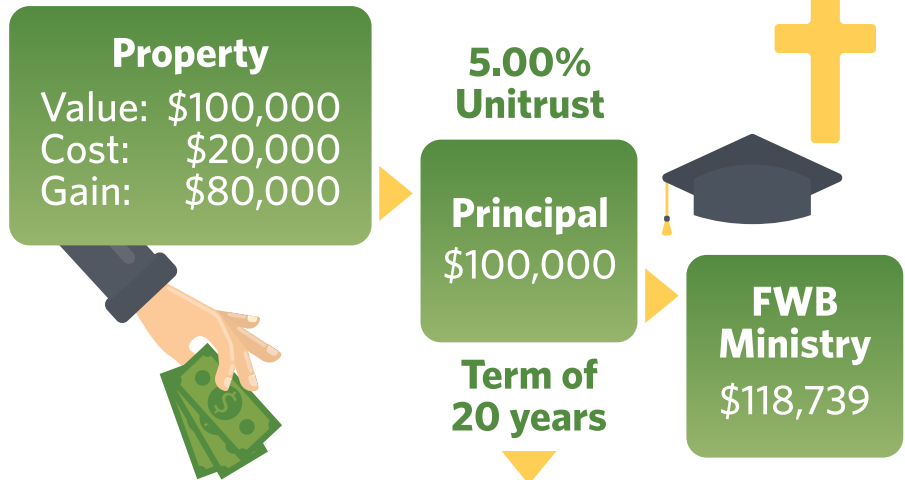 Property
Value: $100,000
Cost: $20,000
Gain: $80,000
5.00%
Unitrust
Principal
$100,000
Term of
20 years
FWB
Ministry
$118,739
$